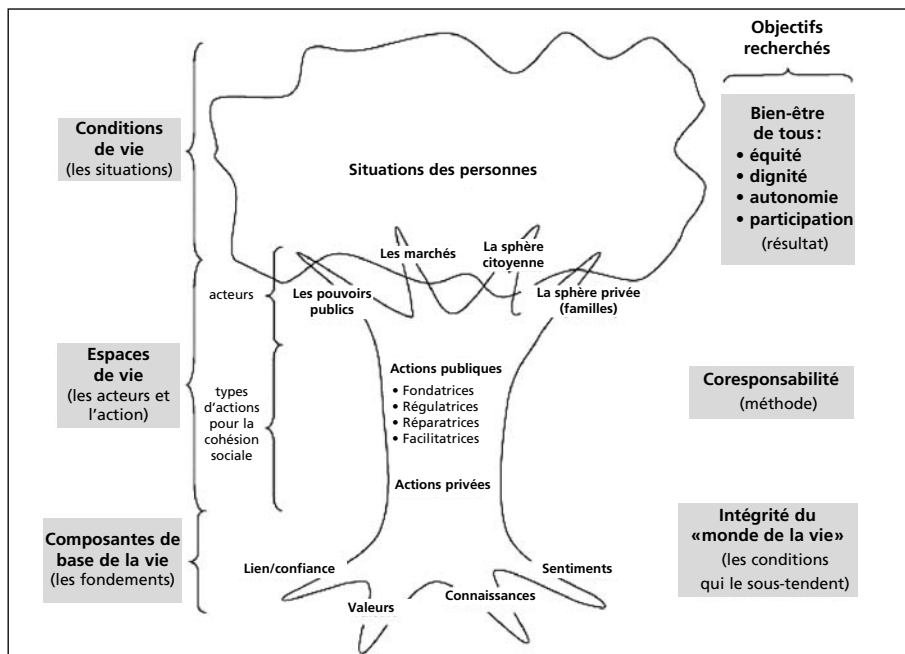 Objectifs
recherchés
Conditions
de vie
(les situations)
Situations des personnes
Bien-être
de tous :
• équité
• dignité
• autonomie
• participation
(résultat)
Les marchés
La sphère
citoyenne
acteurs
Les pouvoirs
publics
La sphère privée
(familles)
Espaces
de vie
(les acteurs et
l’action)
types
d’actions
pour la
cohésion
sociale
Actions publiques
• Fondatrices
• Régulatrices
• Réparatrices
• Facilitatrices
Actions privées
Coresponsabilité
(méthode)
Composantes de
base de la vie
(les fondements)
Lien/confiance
Valeurs
Connaissances
Sentiments
Intégrité du
«monde de la vie»
(les conditions
qui le sous-tendent)